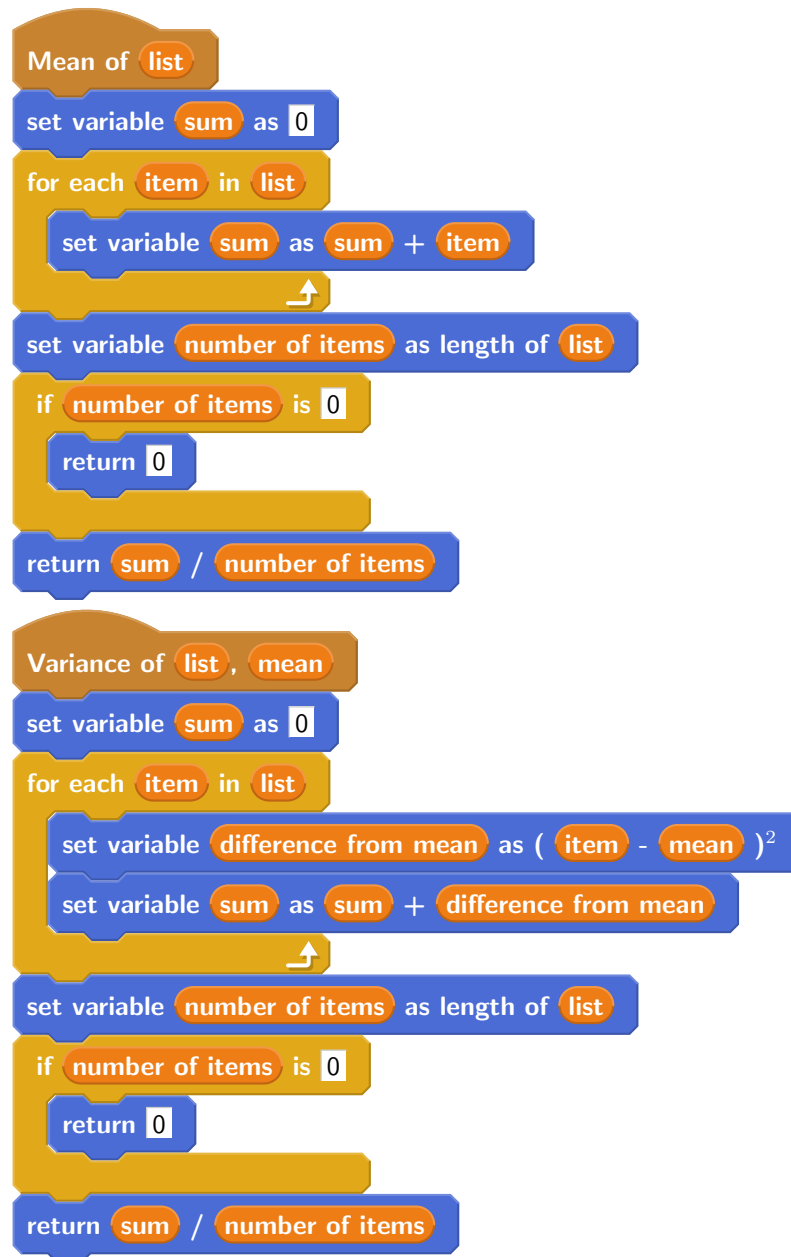 Mean of list
set variable sum as 0
for each item in list
set variable sum as sum + item
set variable number of items as length of list
if number of items is 0
return 0
return sum / number of items
Variance of list, mean
set variable sum as 0
for each item in list
set variable difference from mean as ( item - mean )²
set variable sum as sum + difference from mean
set variable number of items as length of list
if number of items is 0
return 0
return sum / number of items